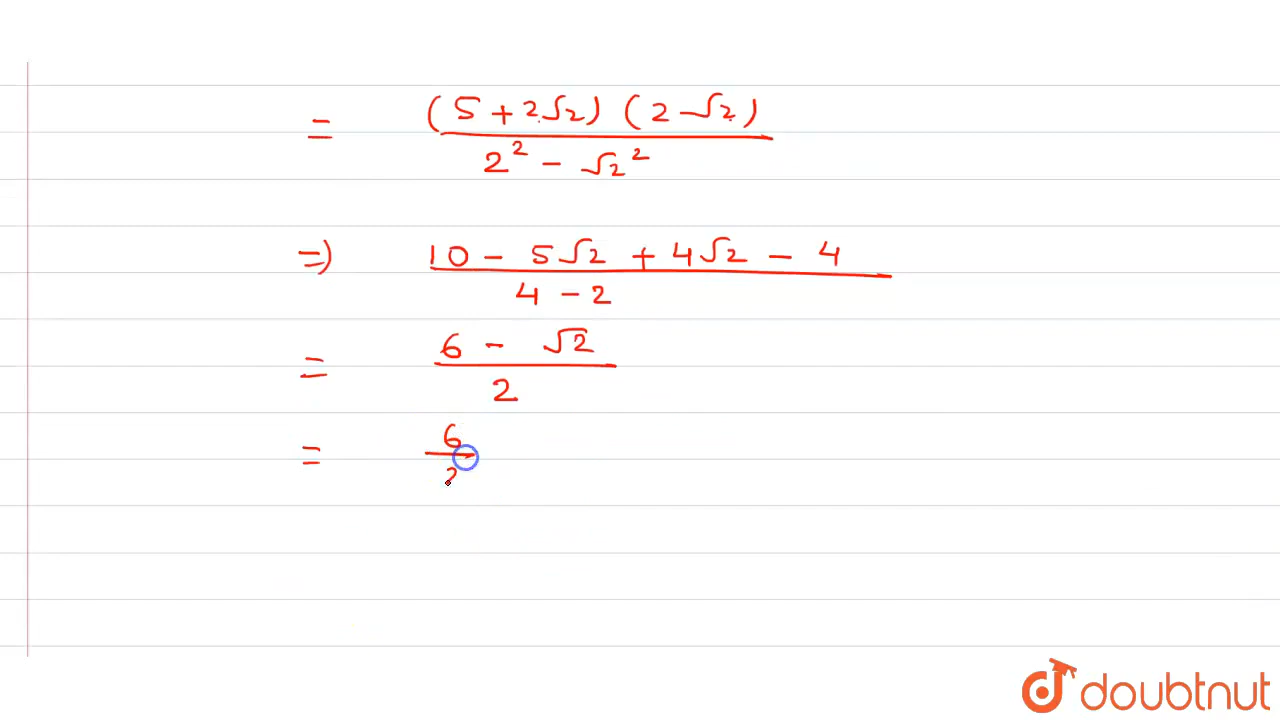 = (5 + 2√2) (2 - √2)
2² - √2²
=) 10 - 5√2 + 4√2 - 4
4 - 2
= 6 - √2
2
= 6
2
doubtnut